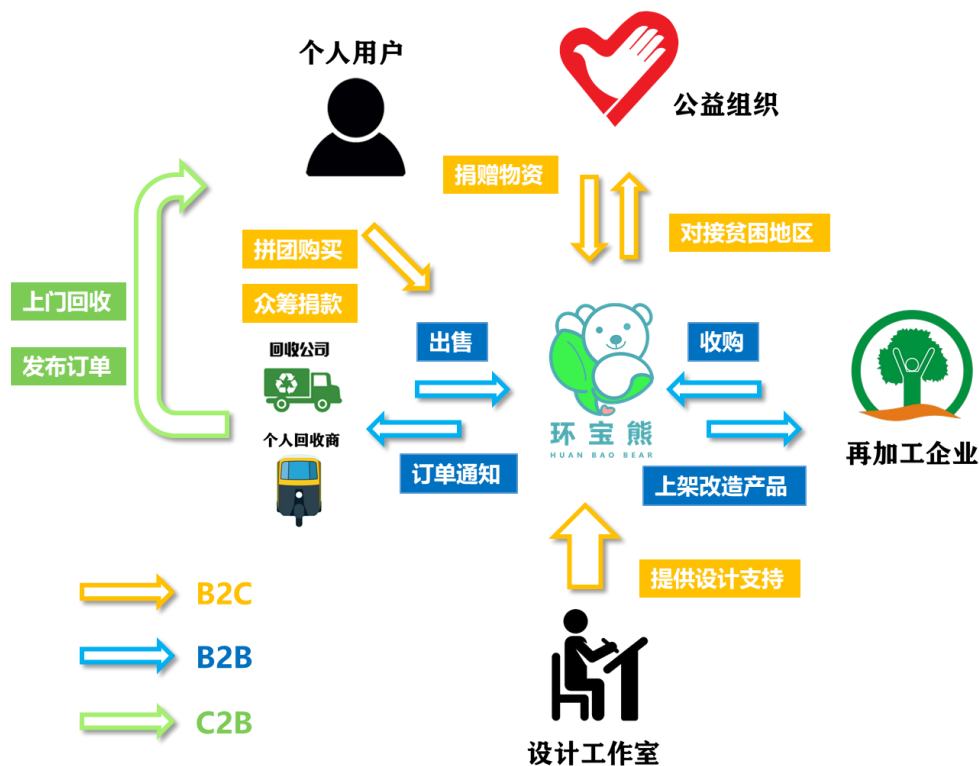 个人用户
公益组织
捐赠物资
对接贫困地区
拼团购买
众筹捐款
上门回收
发布订单
回收公司
出售
收购
个人回收商
环宝熊
HUAN BAO BEAR
再加工企业
订单通知
上架改造产品
提供设计支持
B2C
B2B
C2B
设计工作室